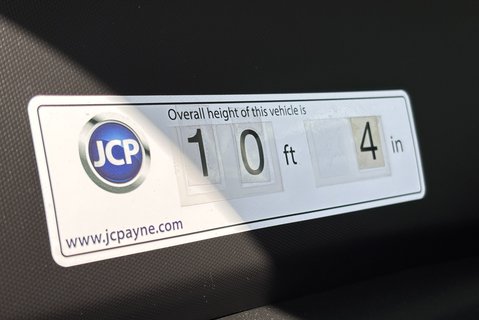 Overall height of this vehicle is
JCP
10 ft 4 in
www.jcpayne.com